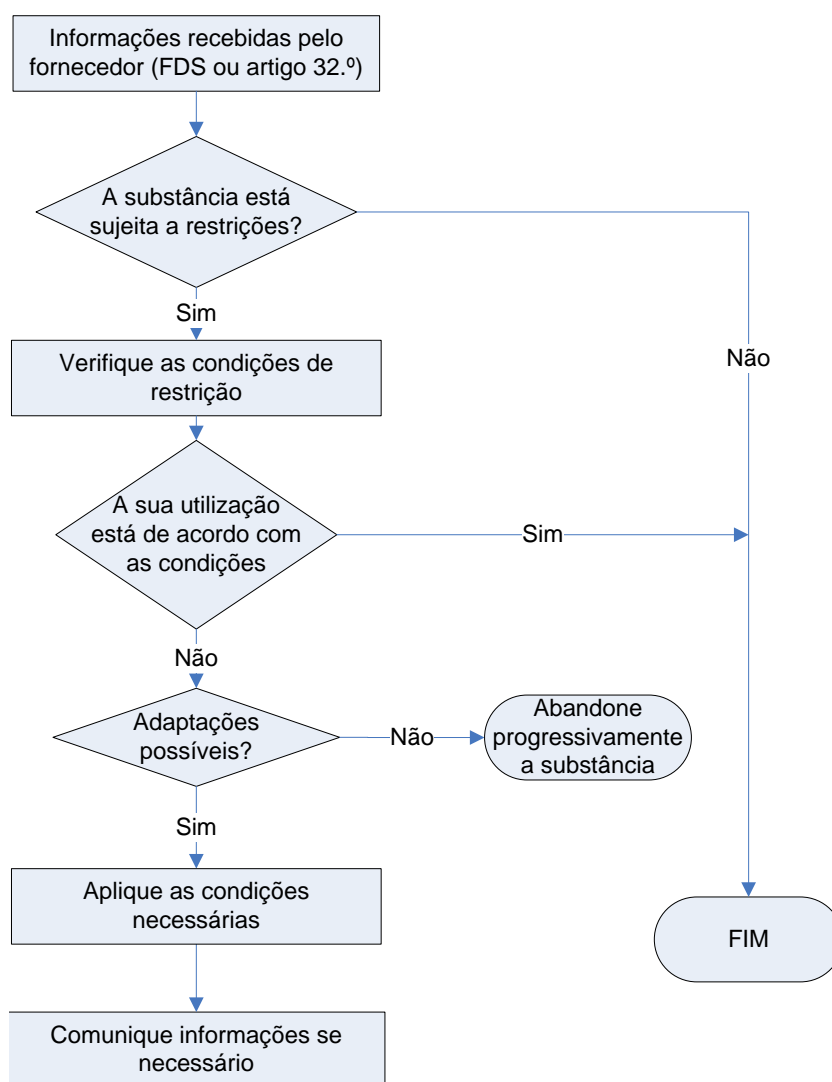 Informações recebidas pelo
fornecedor (FDS ou artigo 32.º)
A substância está
sujeita a restrições?
Sim
Verifique as condições de
restrição
Não
A sua utilização
está de acordo com
as condições
Sim
Não
Adaptações
possíveis?
Não
Abandone
progressivamente
a substância
Sim
Aplique as condições
necessárias
FIM
Comunique informações se
necessário